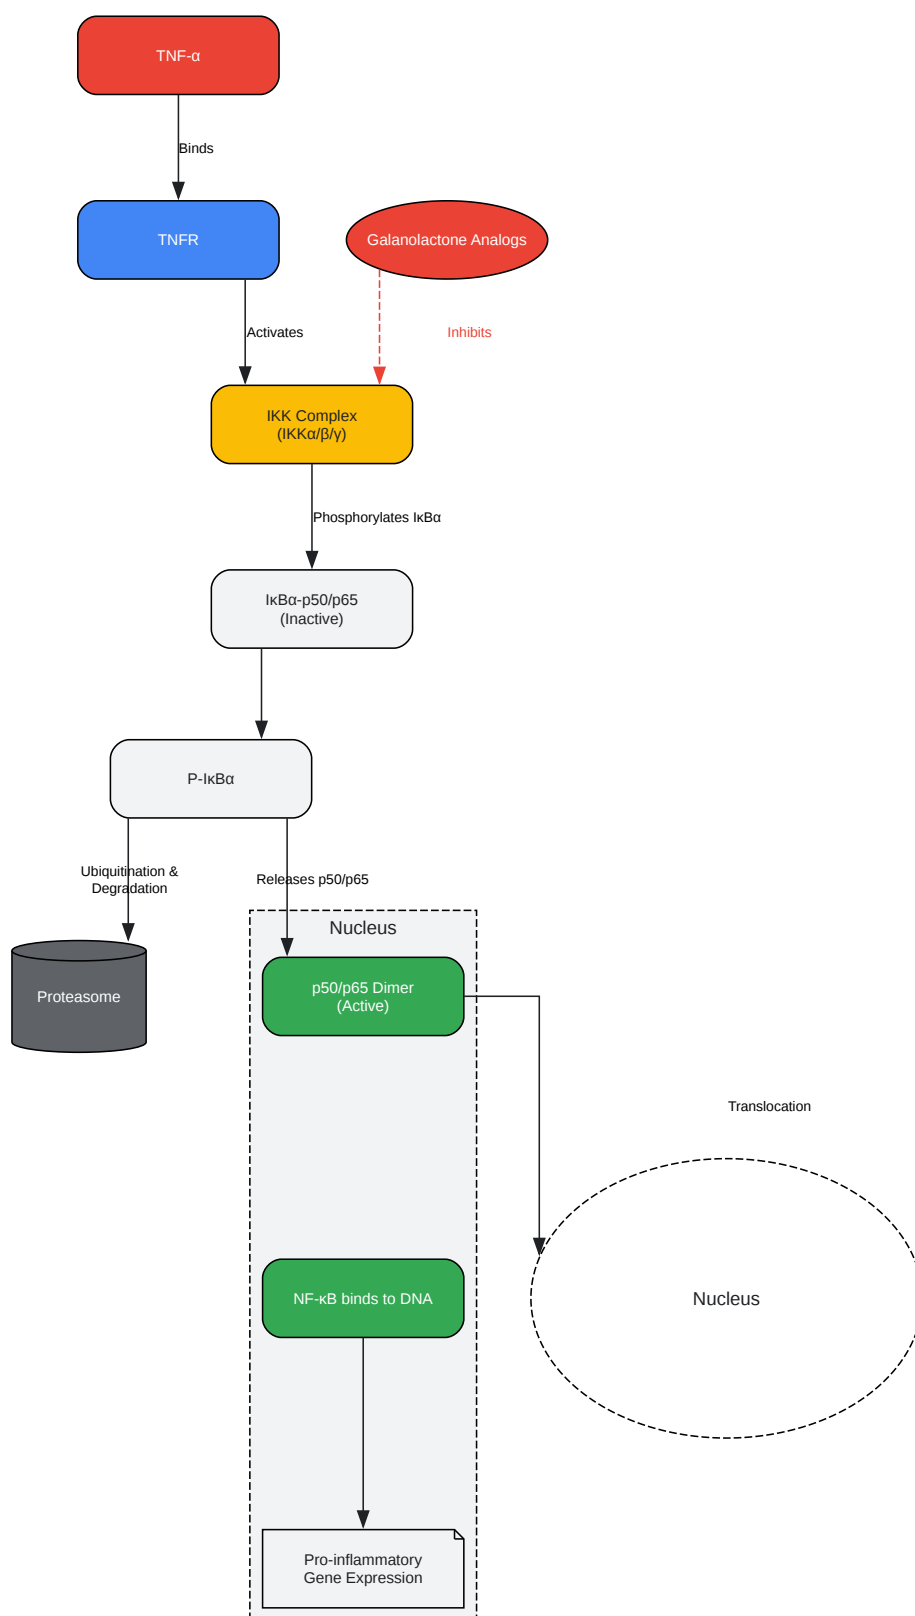 TNF-α
Binds
TNFR
Galanolactone Analogs
Activates
Inhibits
IKK Complex
(IKKα/β/γ)
Phosphorylates IκBα
IκBα-p50/p65
(Inactive)
P-IκBα
Ubiquitination &
Degradation
Releases p50/p65
Nucleus
Proteasome
p50/p65 Dimer
(Active)
Translocation
NF-κB binds to DNA
Nucleus
Pro-inflammatory
Gene Expression